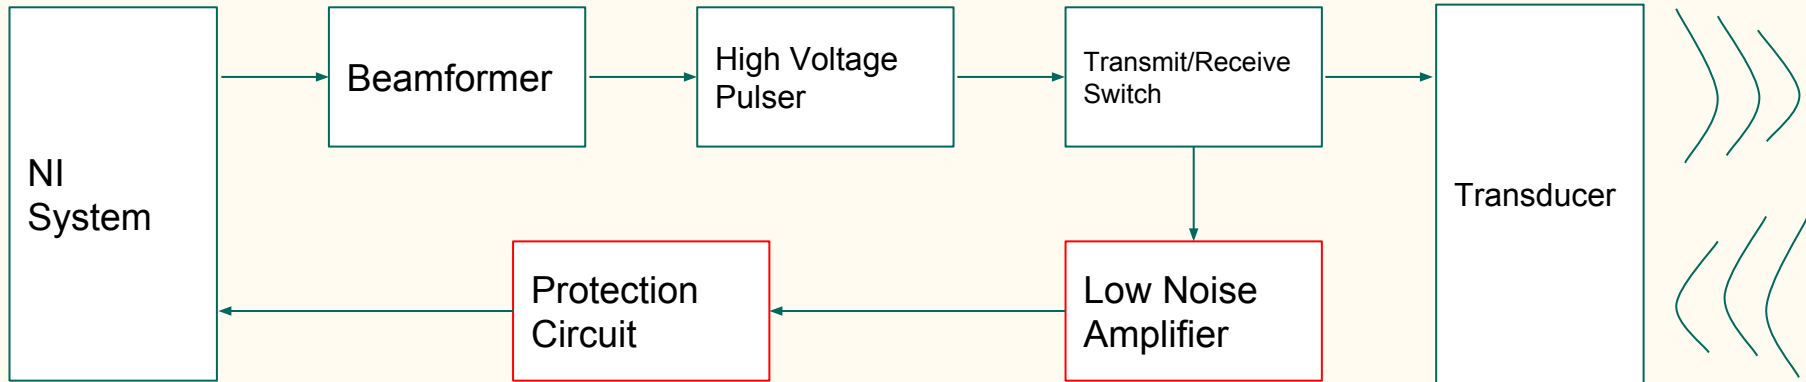 NI
System
Beamformer
High Voltage
Pulser
Transmit/Receive
Switch
Transducer
Protection
Circuit
Low Noise
Amplifier